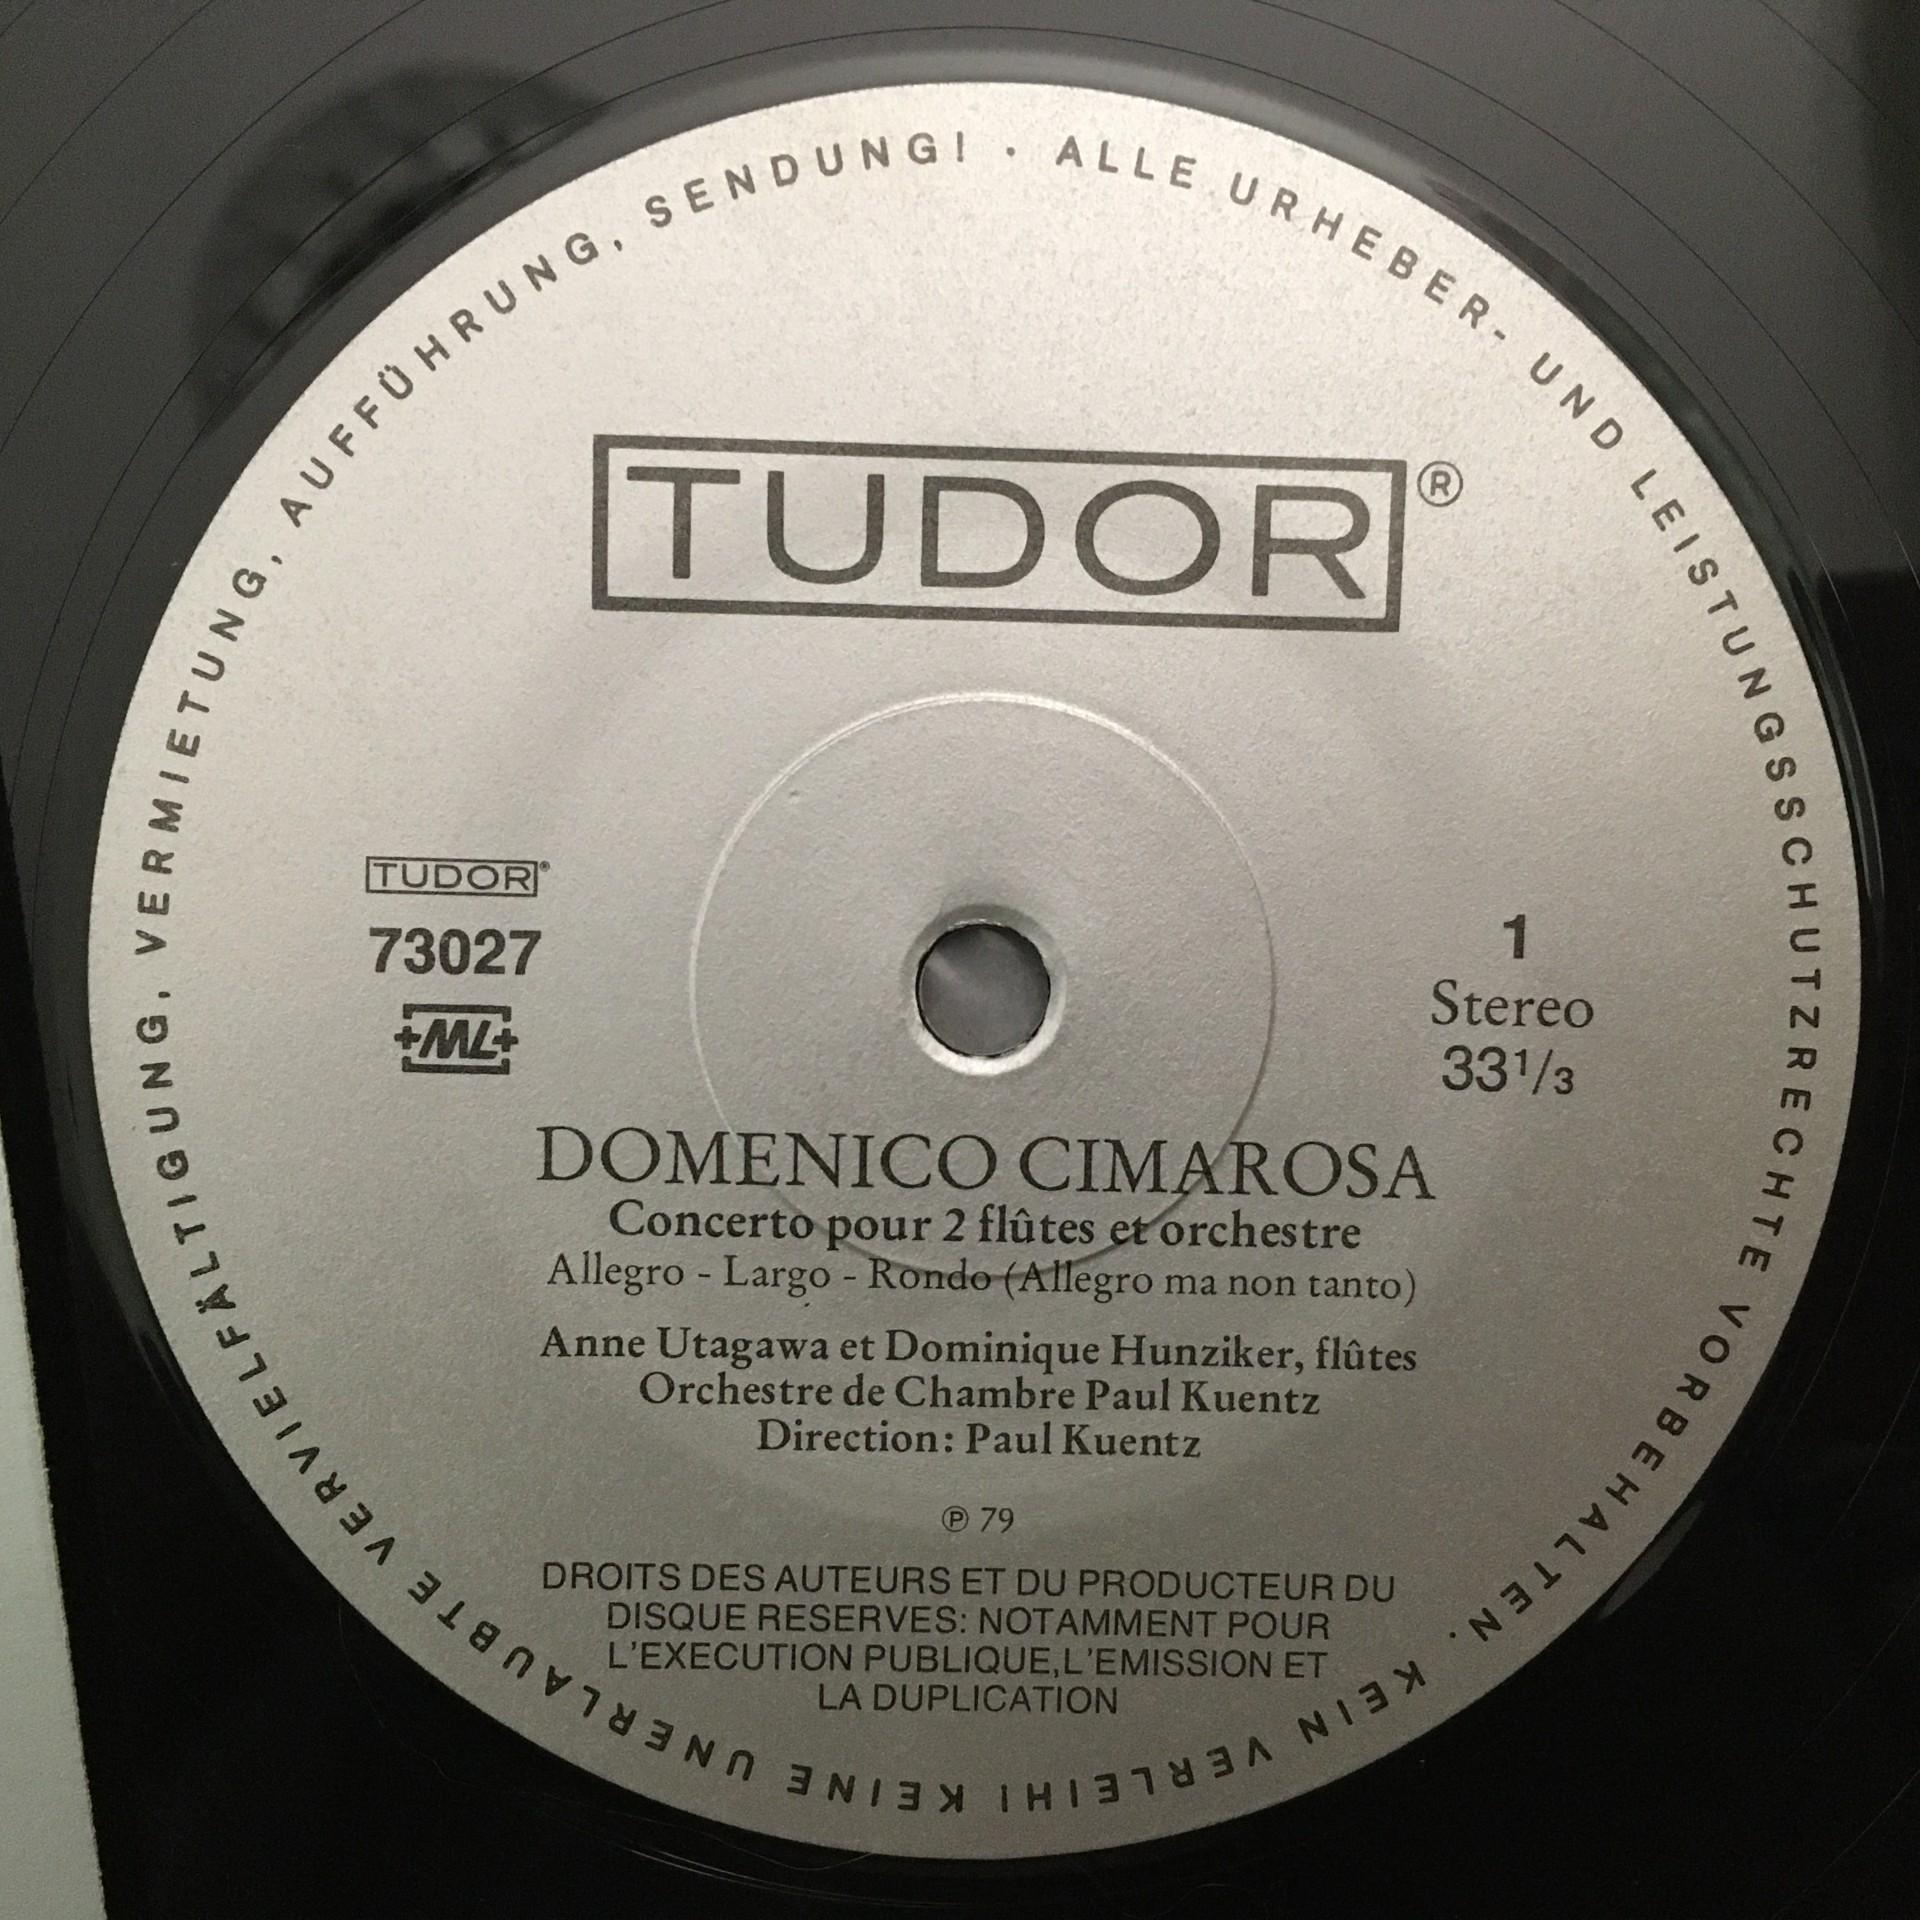 ALLE URHEBER- UND LEISTUNGSSCHUTZRECHTE VORBEHALTEN. KEIN VERLEIH! KEINE UNERLAUBTE VERVIELFÄLTIGUNG, VERMIETUNG, AUFFÜHRUNG, SENDUNG! ·
TUDOR®
TUDOR®
73027
+ML+
1
Stereo
33 1/3
DOMENICO CIMAROSA
Concerto pour 2 flûtes et orchestre
Allegro - Largo - Rondo (Allegro ma non tanto)
Anne Utagawa et Dominique Hunziker, flûtes
Orchestre de Chambre Paul Kuentz
Direction: Paul Kuentz
℗ 79
DROITS DES AUTEURS ET DU PRODUCTEUR DU
DISQUE RESERVES: NOTAMMENT POUR
L'EXECUTION PUBLIQUE,L'EMISSION ET
LA DUPLICATION